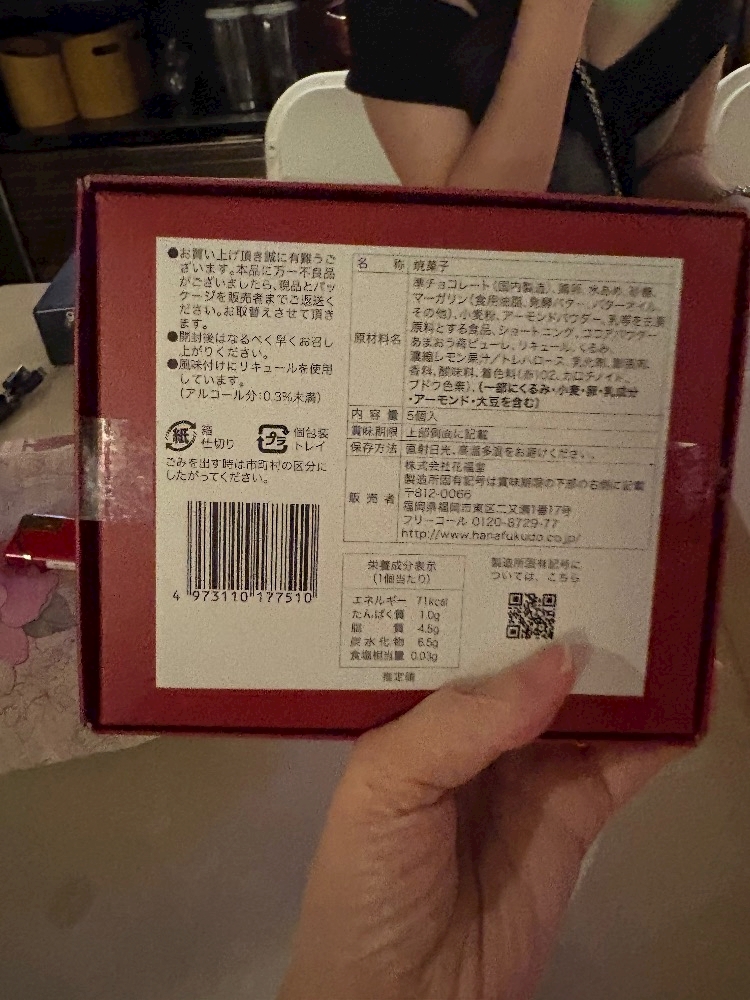 ●お買い上げ頂き誠に有難うご
ざいます。本品に万一不良品
がございましたら、現品とパッ
ケージを販売者までご返送く
ださい。お取替えさせて頂き
ます。
●開封後はなるべく早くお召し
上がりください。
●風味付けにリキュールを使用
しています。
(アルコール分:0.3%未満)
紙 箱
仕切り
プラ 個包装
トレイ
ごみを出す時は市町村の区分に
したがってください。
4 973110 177510
名称 焼菓子
原材料名
準チョコレート(国内製造)、鶏卵、水あめ、砂糖、
マーガリン(食用油脂、発酵バター、バターオイル、
その他)、小麦粉、アーモンドパウダー、乳等を主要
原料とする食品、ショートニング、ココアパウダー、
あまおう苺ピューレ、リキュール、くるみ、
濃縮レモン果汁/トレハロース、乳化剤、膨張剤、
香料、酸味料、着色料(赤102、カロテノイド、
ブドウ色素)、(一部にくるみ・小麦・卵・乳成分
・アーモンド・大豆を含む)
内容量 5個入
賞味期限 上部側面に記載
保存方法 直射日光、高温多湿をお避けください。
販売者
株式会社花福堂
製造所固有記号は賞味期限の下部の右側に記載
〒812-0066
福岡県福岡市東区二又瀬1番17号
フリーコール 0120-8729-77
http://www.hanafukudo.co.jp/
栄養成分表示
(1個当たり)
エネルギー 71kcal
たんぱく質 1.0g
脂質 4.5g
炭水化物 6.5g
食塩相当量 0.03g
推定値
製造所固有記号に
ついては、こちら